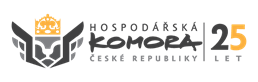 HOSPODÁŘSKÁ
KOMORA
ČESKÉ REPUBLIKY
25
LET